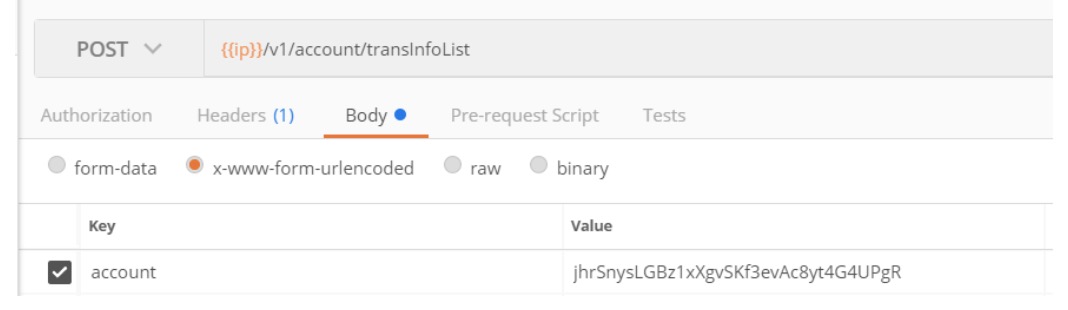 POST {{ip}}/v1/account/transInfoList
Authorization Headers (1) Body Pre-request Script Tests
form-data x-www-form-urlencoded raw binary
Key Value
account jhrSnysLGBz1xXgvSKf3evAc8yt4G4UPgR